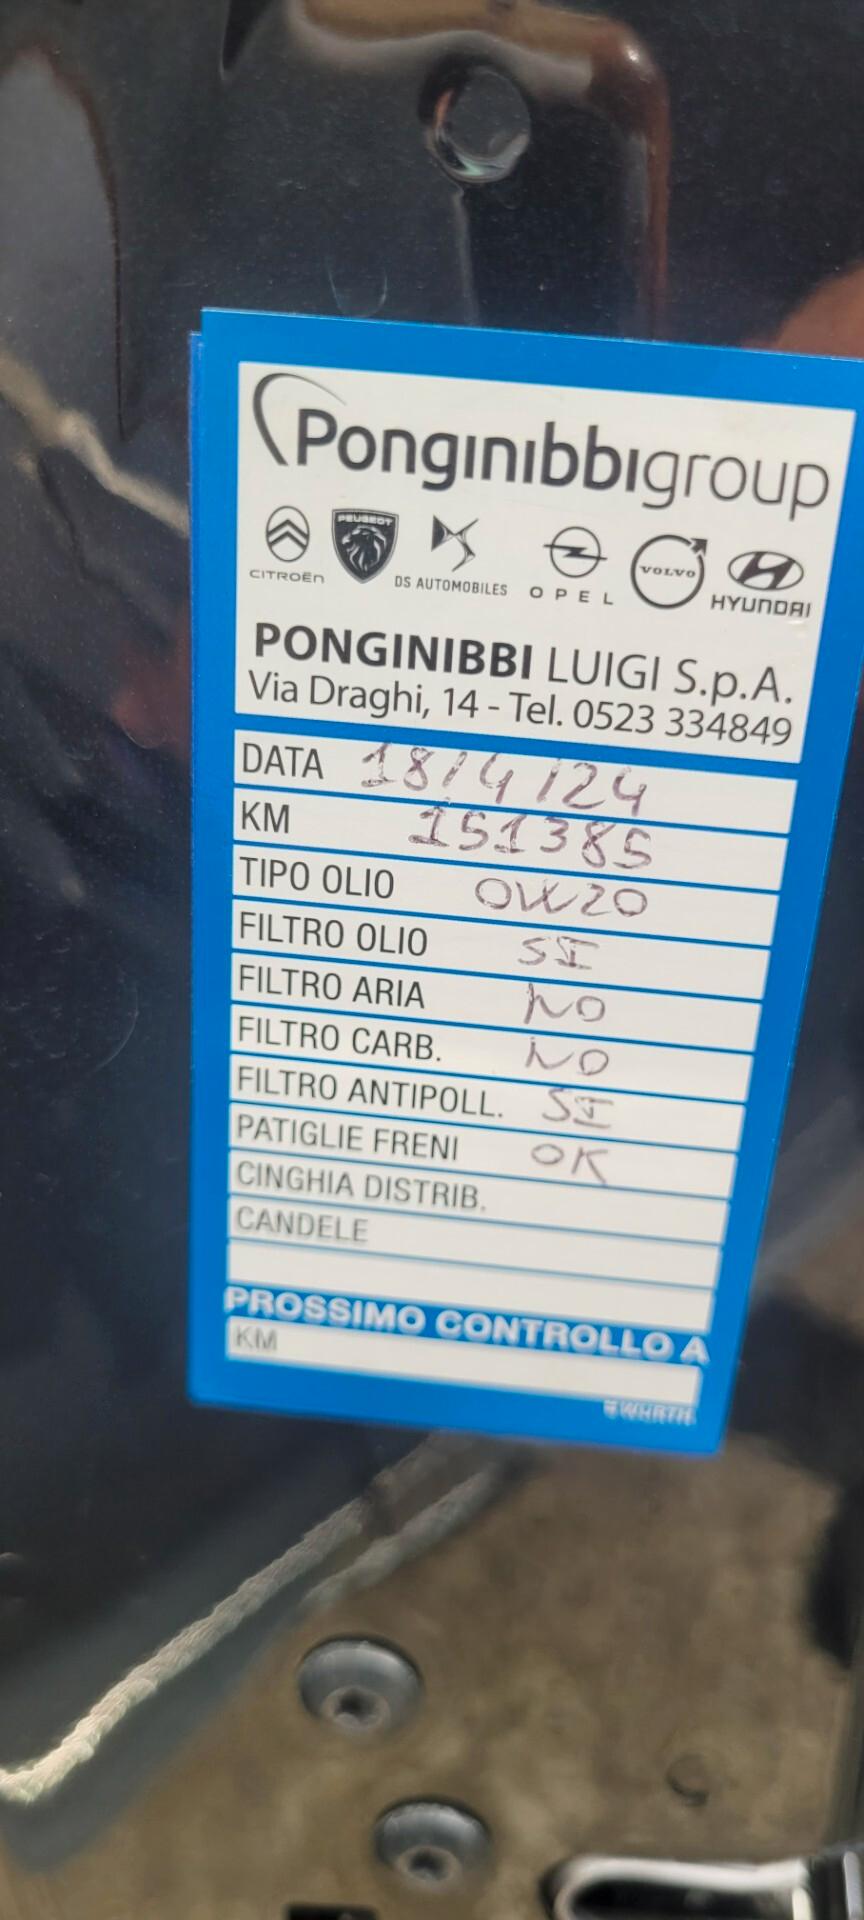 Ponginibbigroup
CITROËN PEUGEOT DS AUTOMOBILES OPEL VOLVO HYUNDAI
PONGINIBBI LUIGI S.p.A.
Via Draghi, 14 - Tel. 0523 334849
DATA 18/4/24
KM 151385
TIPO OLIO 0W20
FILTRO OLIO SI
FILTRO ARIA NO
FILTRO CARB. NO
FILTRO ANTIPOLL. SI
PATIGLIE FRENI OK
CINGHIA DISTRIB.
CANDELE
PROSSIMO CONTROLLO A
KM
WÜRTH